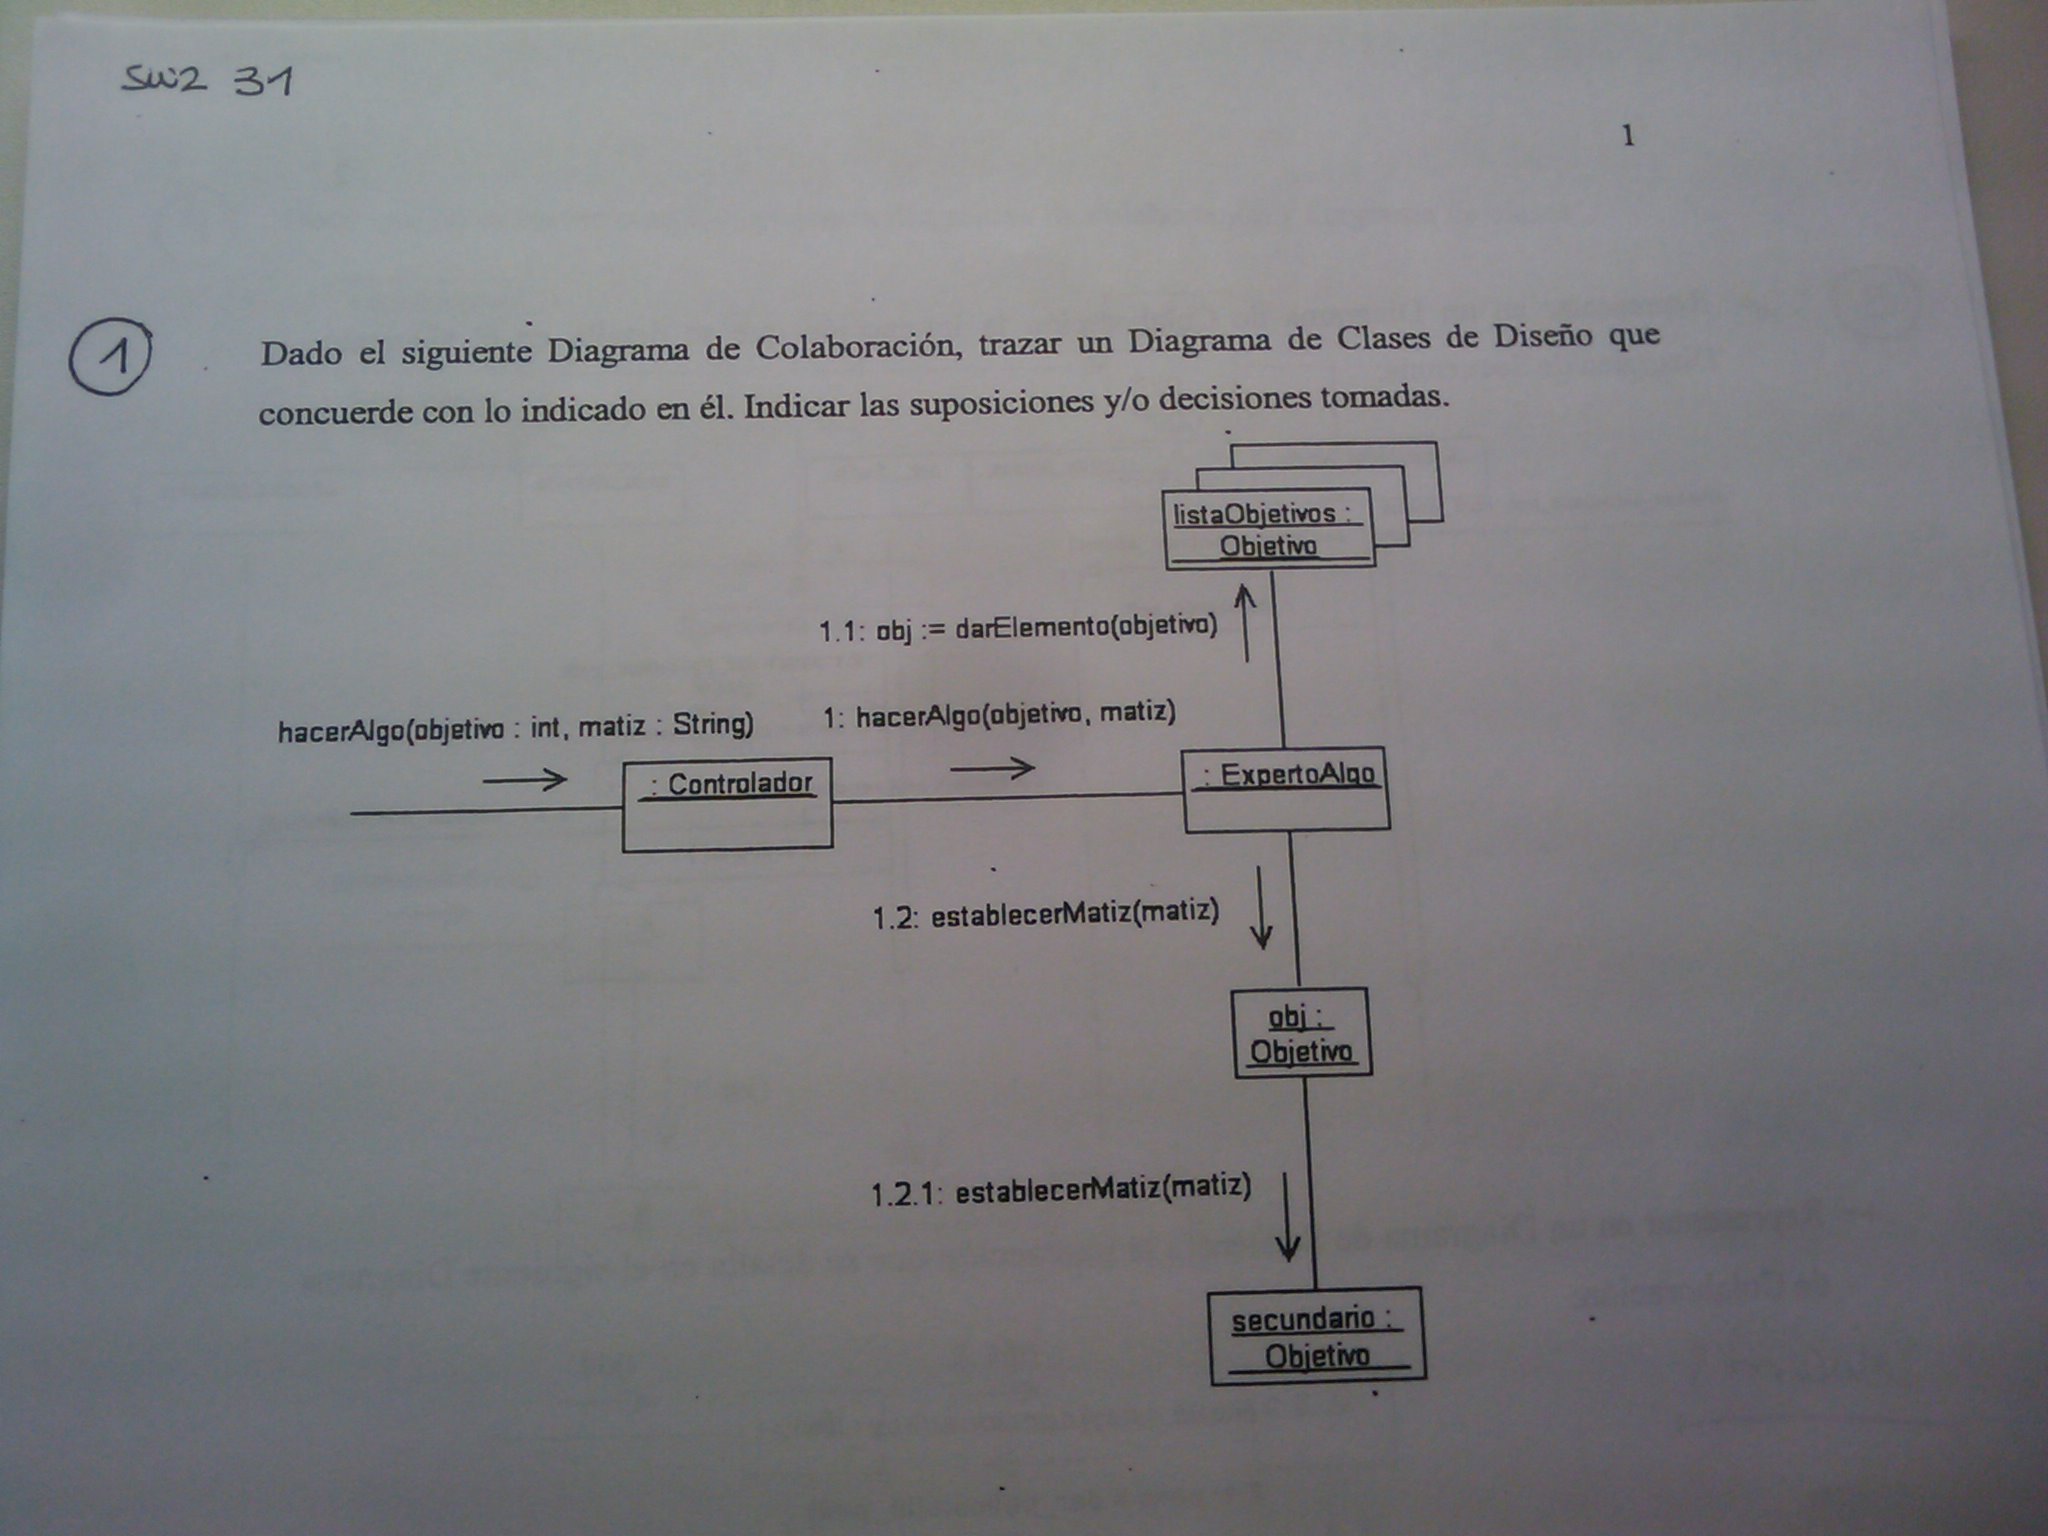 SW2 31
1
1
Dado el siguiente Diagrama de Colaboración, trazar un Diagrama de Clases de Diseño que
concuerde con lo indicado en él. Indicar las suposiciones y/o decisiones tomadas.
listaObjetivos :
Objetivo
1.1: obj := darElemento(objetivo)
hacerAlgo(objetivo : int, matiz : String)
1: hacerAlgo(objetivo, matiz)
: Controlador
: ExpertoAlgo
1.2: establecerMatiz(matiz)
obj :
Objetivo
1.2.1: establecerMatiz(matiz)
secundario :
Objetivo